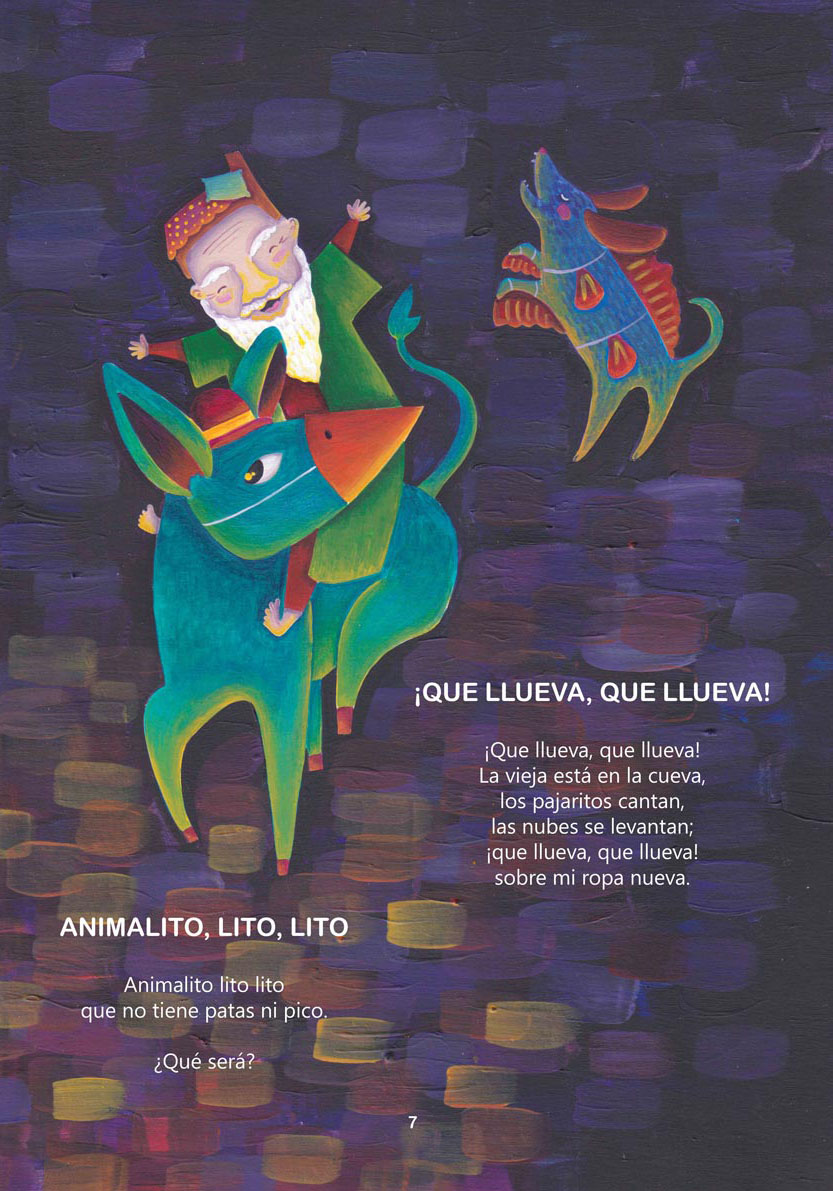 ¡QUE LLUEVA, QUE LLUEVA!
¡Que llueva, que llueva!
La vieja está en la cueva,
los pajaritos cantan,
las nubes se levantan;
¡que llueva, que llueva!
sobre mi ropa nueva.
ANIMALITO, LITO, LITO
Animalito lito lito
que no tiene patas ni pico.
¿Qué será?
7